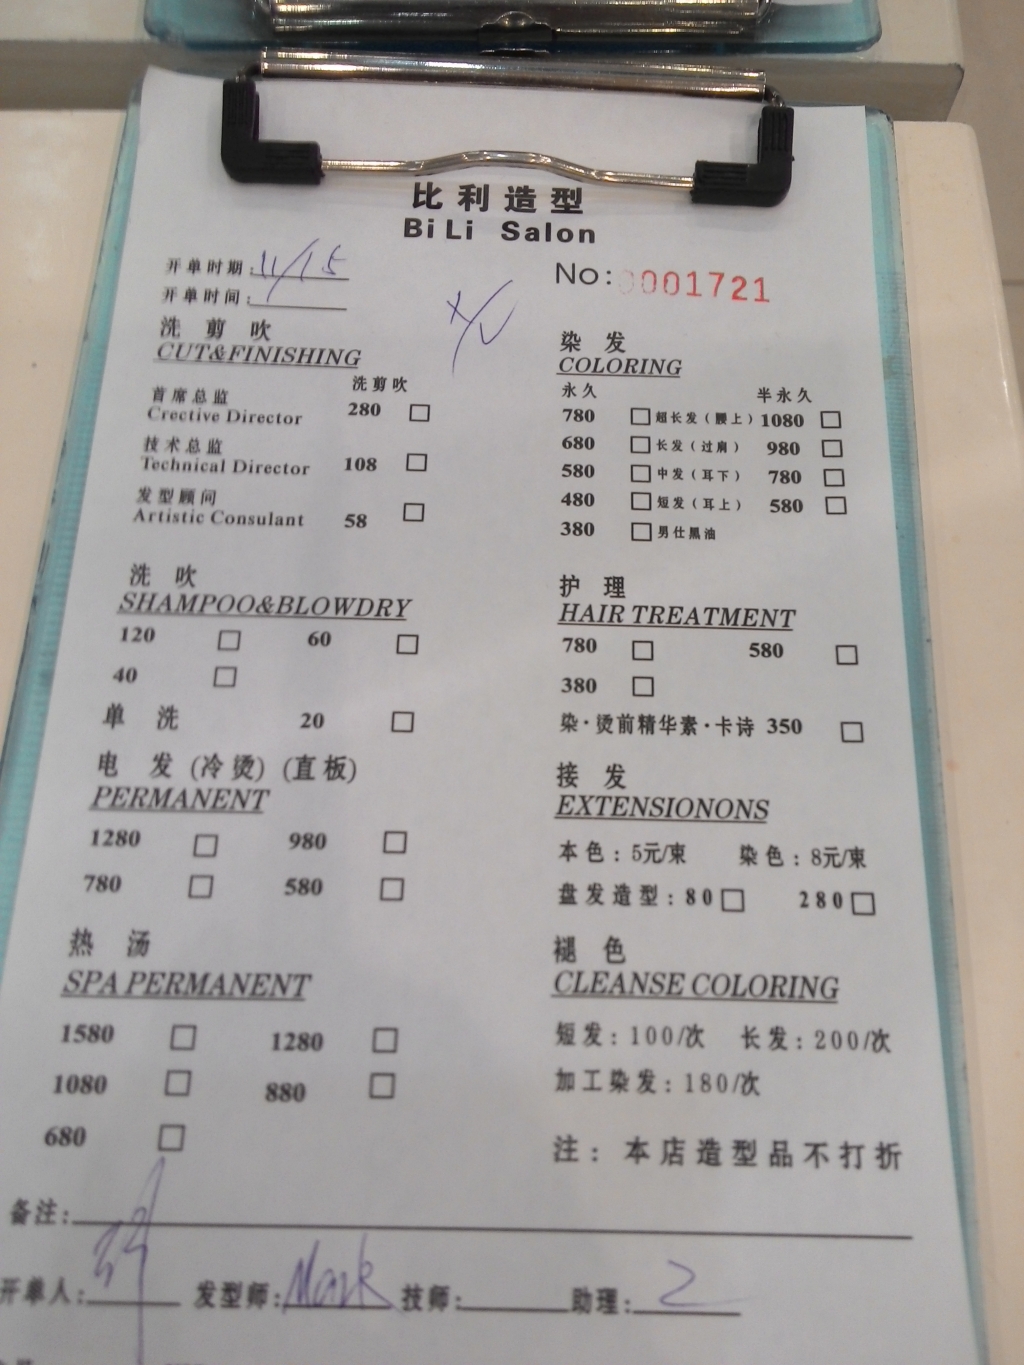 比利造型
BiLi Salon
开单时期: 11/15
No: 0001721
开单时间:
洗 剪 吹
CUT&FINISHING
洗剪吹
首席总监
Crective Director 280
技术总监
Technical Director 108
发型顾问
Artistic Consulant 58
洗 吹
SHAMPOO&BLOWDRY
120 60
40
单 洗 20
电 发 (冷烫) (直板)
PERMANENT
1280 980
780 580
热 汤
SPA PERMANENT
1580 1280
1080 880
680
染 发
COLORING
永久 半永久
780 超长发(腰上) 1080
680 长发(过肩) 980
580 中发(耳下) 780
480 短发(耳上) 580
380 男仕黑油
护 理
HAIR TREATMENT
780 580
380
染·烫前精华素·卡诗 350
接 发
EXTENSIONONS
本色: 5元/束 染色: 8元/束
盘发造型: 80 280
褪 色
CLEANSE COLORING
短发: 100/次 长发: 200/次
加工染发: 180/次
注: 本店造型品不打折
备注:
开单人: 发型师: Mark 技师: 助理: 2